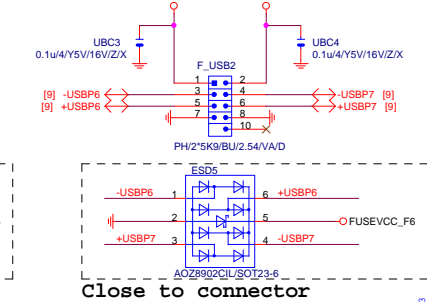 UBC3
0.1u/4/Y5V/16V/Z/X
UBC4
0.1u/4/Y5V/16V/Z/X
F_USB2
1 2
[9] -USBP6 3 4 -USBP7 [9]
[9] +USBP6 5 6 +USBP7 [9]
7 8
10
PH/2*5K9/BU/2.54/VA/D
ESD5
-USBP6 1 6 +USBP6
2 5 FUSEVCC_F6
+USBP7 3 4 -USBP7
AOZ8902CIL/SOT23-6
Close to connector
3